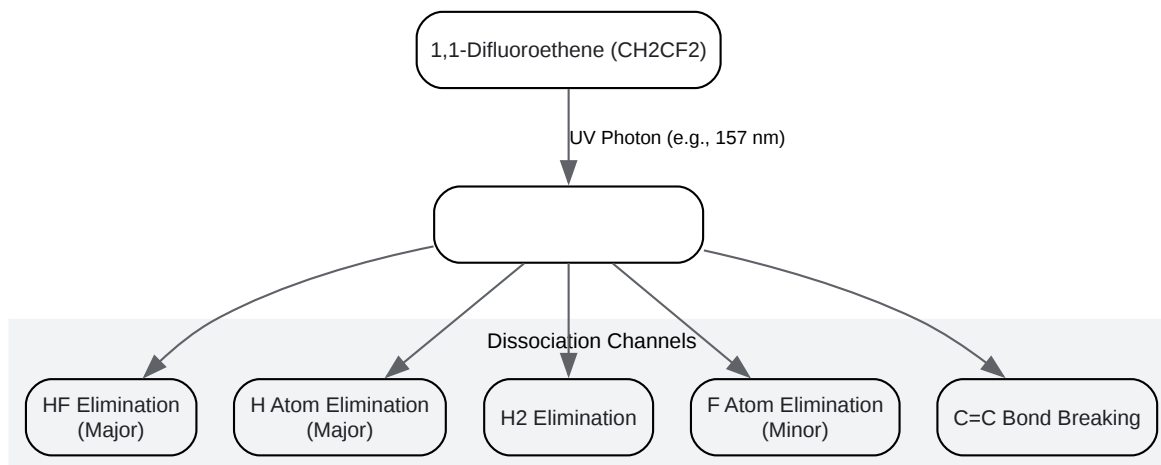 1,1-Difluoroethene (CH2CF2)
UV Photon (e.g., 157 nm)
Dissociation Channels
HF Elimination
(Major)
H Atom Elimination
(Major)
H2 Elimination
F Atom Elimination
(Minor)
C=C Bond Breaking